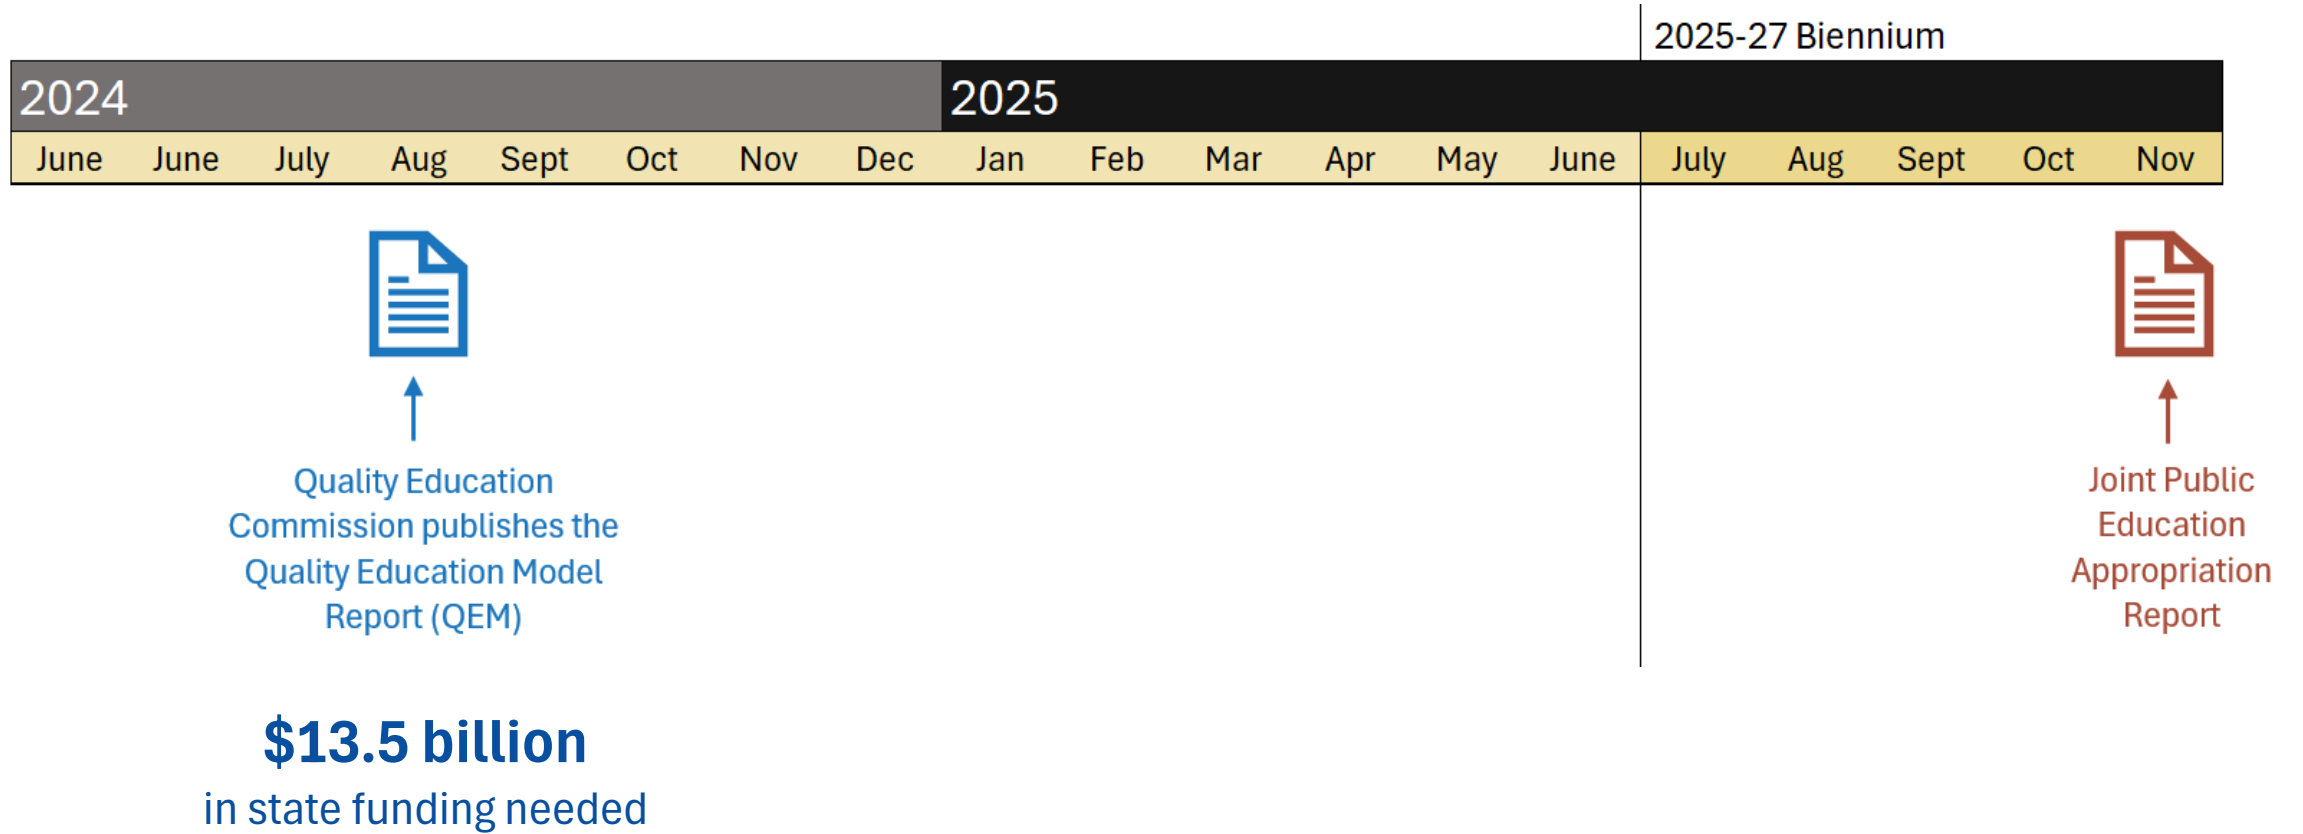 2025-27 Biennium
2024 2025
June June July Aug Sept Oct Nov Dec Jan Feb Mar Apr May June July Aug Sept Oct Nov
Quality Education
Commission publishes the
Quality Education Model
Report (QEM)
Joint Public
Education
Appropriation
Report
$13.5 billion
in state funding needed